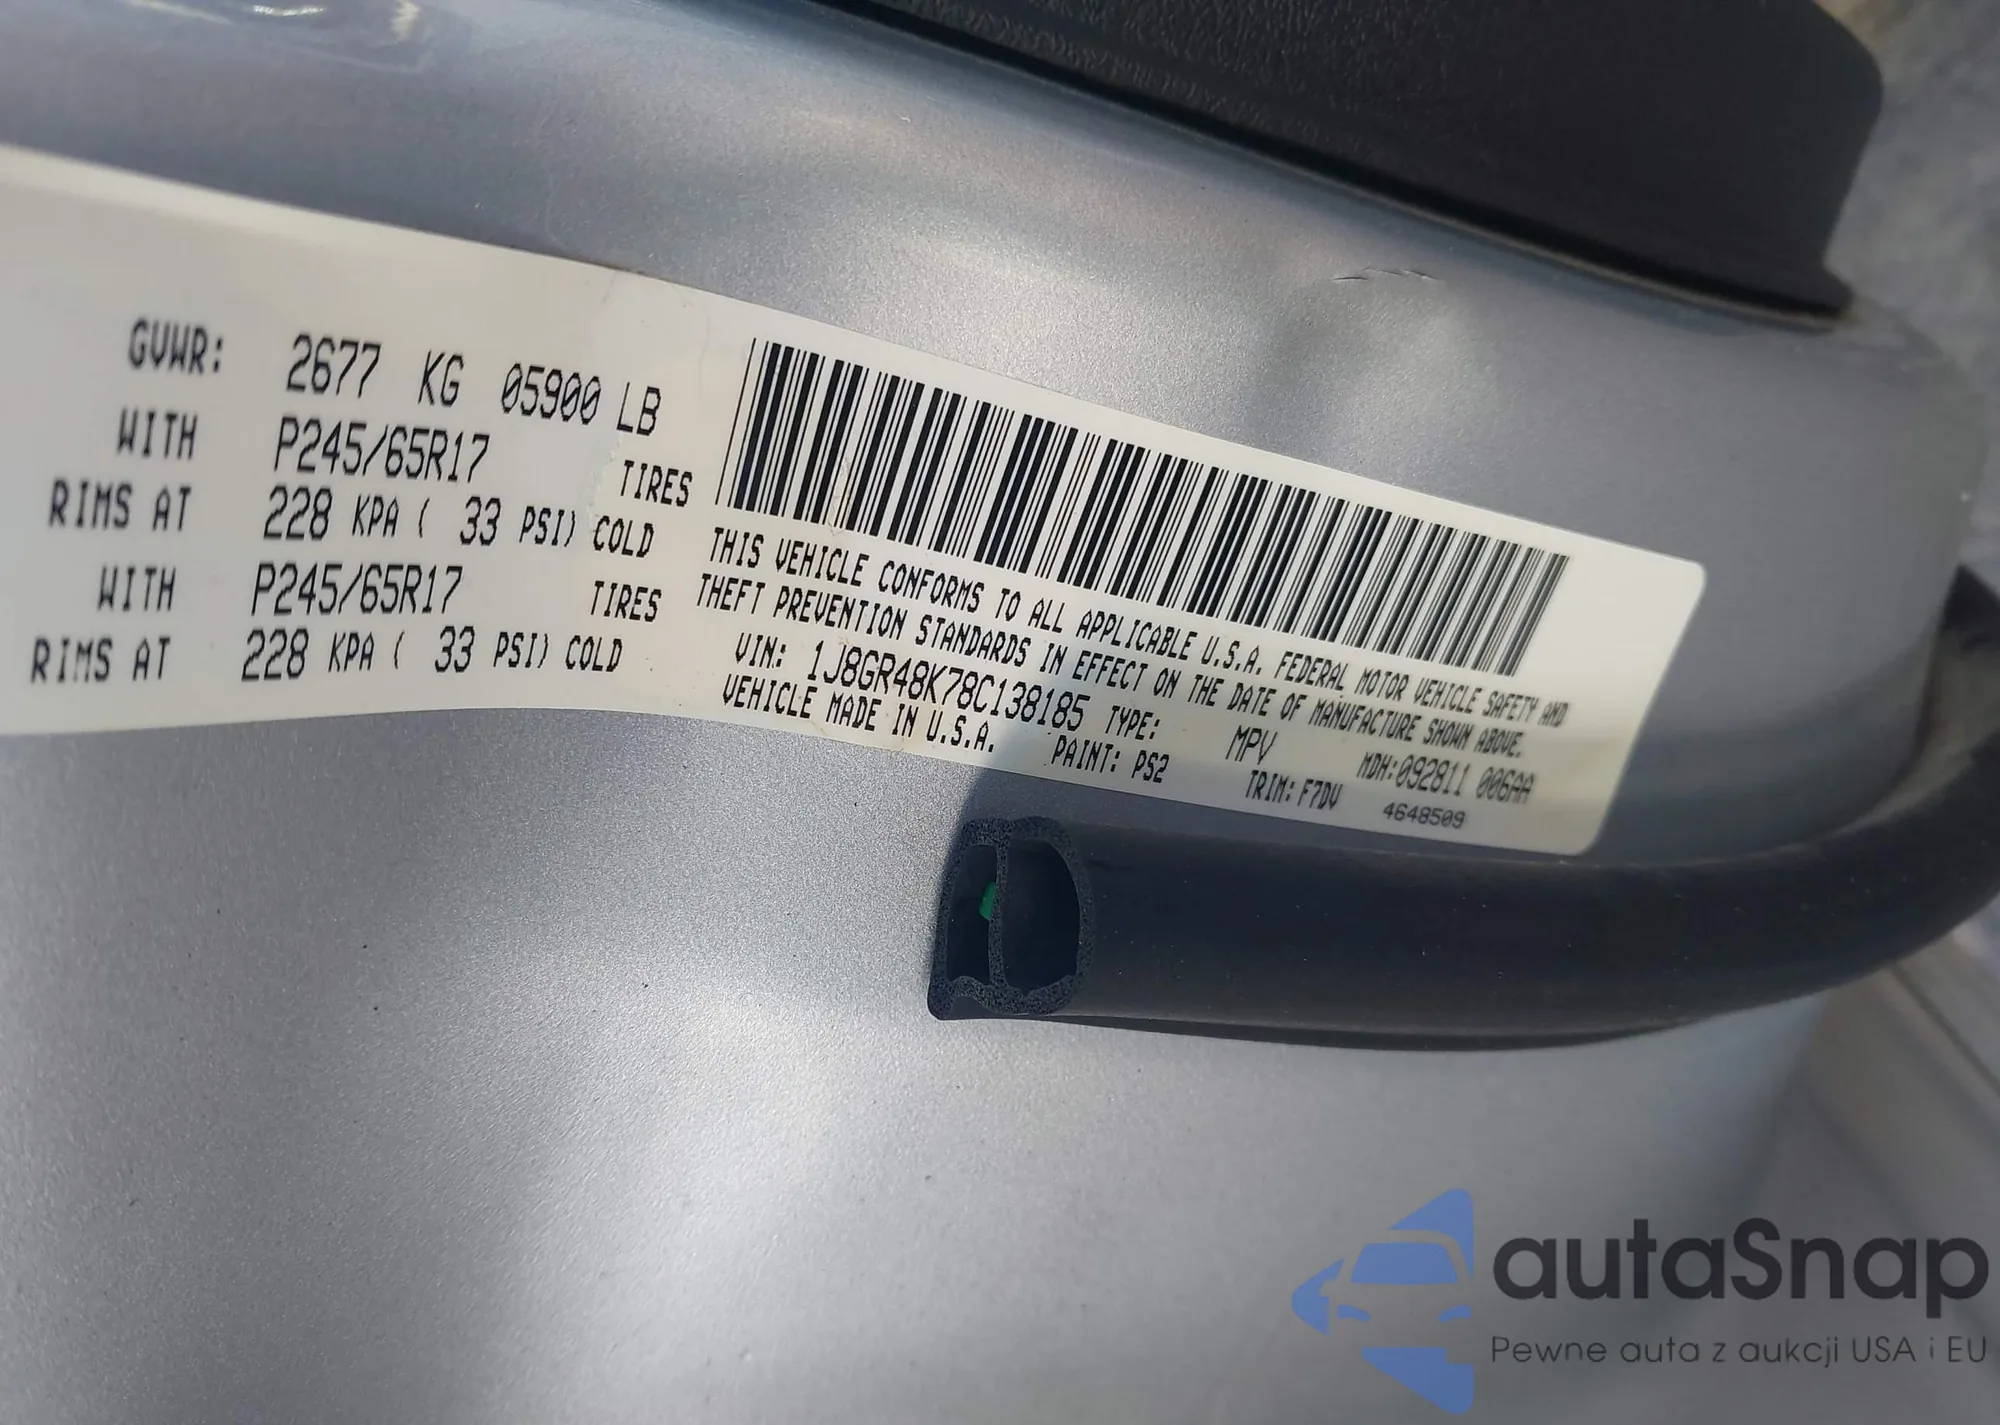 GVWR: 2677 KG 05900 LB
WITH P245/65R17 TIRES
RIMS AT 228 KPA ( 33 PSI) COLD
WITH P245/65R17 TIRES
RIMS AT 228 KPA ( 33 PSI) COLD
THIS VEHICLE CONFORMS TO ALL APPLICABLE U.S.A. FEDERAL MOTOR VEHICLE SAFETY AND
THEFT PREVENTION STANDARDS IN EFFECT ON THE DATE OF MANUFACTURE SHOWN ABOVE.
VIN: 1J8GR48K78C138185 TYPE: MPV MDH:092811 006AA
VEHICLE MADE IN U.S.A. PAINT: PS2 TRIM: F7DV 4648509
autaSnap
Pewne auta z aukcji USA i EU